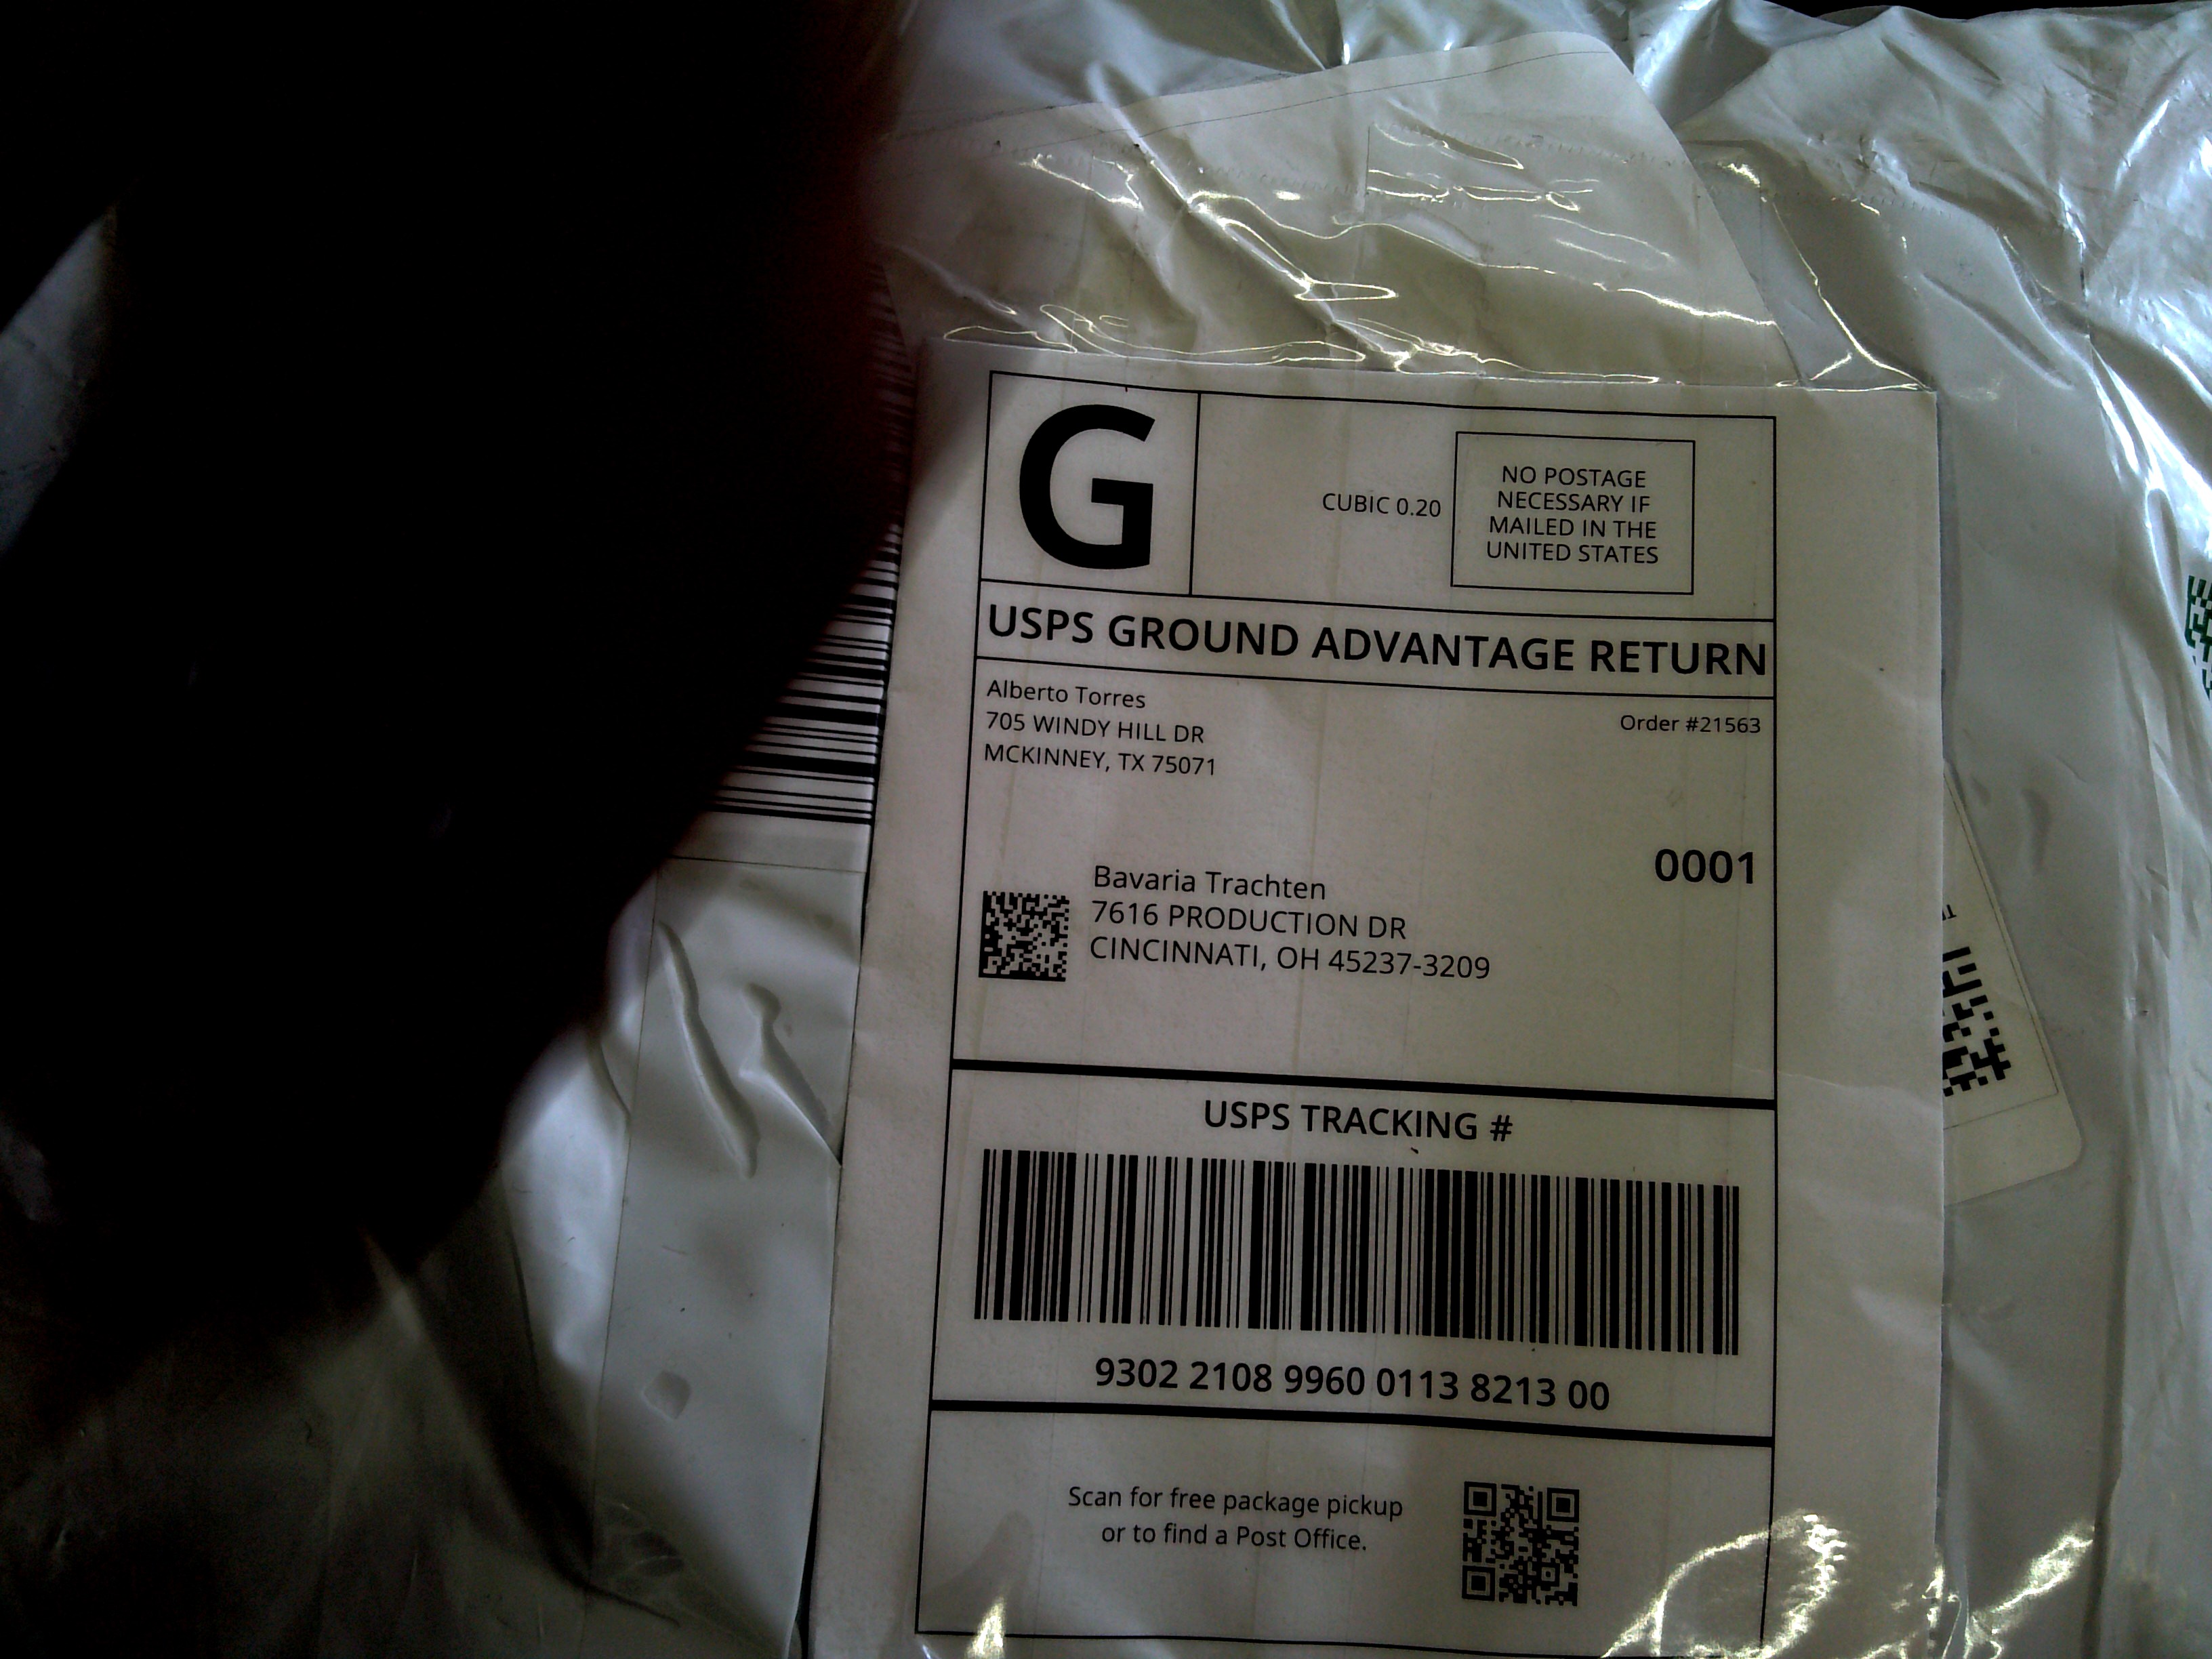 G
CUBIC 0.20
NO POSTAGE
NECESSARY IF
MAILED IN THE
UNITED STATES
USPS GROUND ADVANTAGE RETURN
Alberto Torres
705 WINDY HILL DR
MCKINNEY, TX 75071
Order #21563
0001
Bavaria Trachten
7616 PRODUCTION DR
CINCINNATI, OH 45237-3209
USPS TRACKING #
9302 2108 9960 0113 8213 00
Scan for free package pickup
or to find a Post Office.